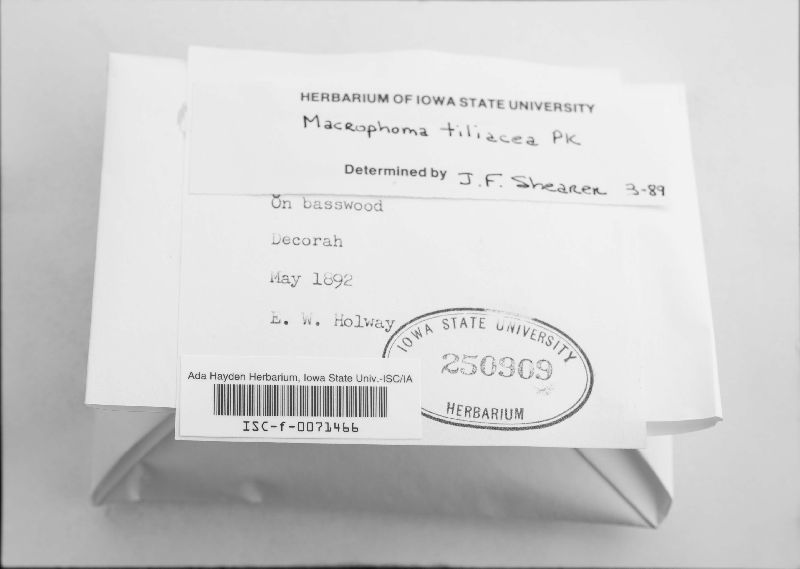 HERBARIUM OF IOWA STATE UNIVERSITY
Macrophoma tiliacea PK
Determined by J.F. Shearer 3-89
On basswood
Decorah
May 1892
E. W. Holway
IOWA STATE UNIVERSITY
250909
HERBARIUM
Ada Hayden Herbarium, Iowa State Univ.-ISC/IA
ISC-f-0071466